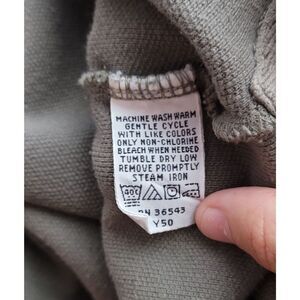 MACHINE WASH WARM
GENTLE CYCLE
WITH LIKE COLORS
ONLY NON-CHLORINE
BLEACH WHEN NEEDED
TUMBLE DRY LOW
REMOVE PROMPTLY
STEAM IRON
RN 36543
Y50